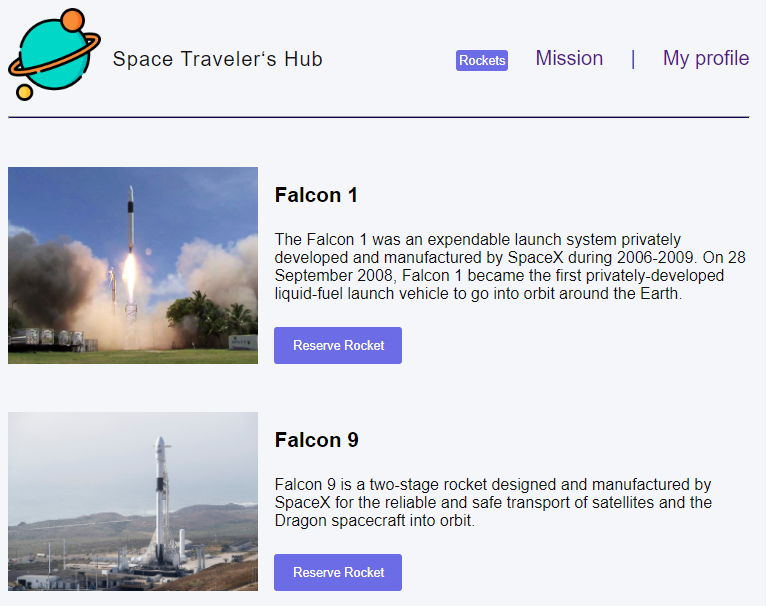 Space Traveler‘s Hub
Rockets Mission | My profile
Falcon 1
The Falcon 1 was an expendable launch system privately
developed and manufactured by SpaceX during 2006-2009. On 28
September 2008, Falcon 1 became the first privately-developed
liquid-fuel launch vehicle to go into orbit around the Earth.
Reserve Rocket
Falcon 9
Falcon 9 is a two-stage rocket designed and manufactured by
SpaceX for the reliable and safe transport of satellites and the
Dragon spacecraft into orbit.
Reserve Rocket